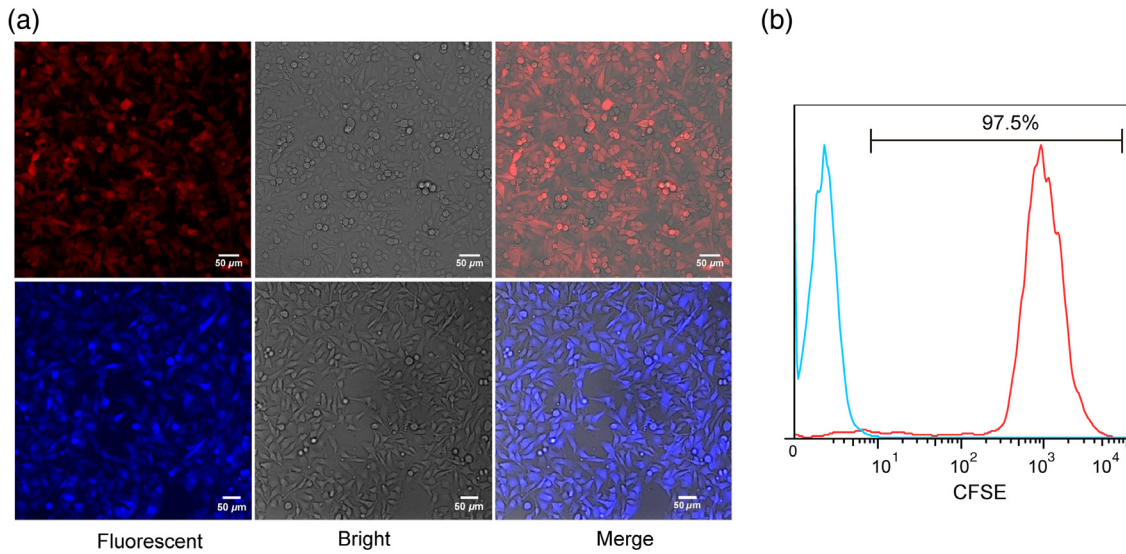 (a)
(b)
50 µm
50 µm
50 µm
50 µm
50 µm
50 µm
Fluorescent
Bright
Merge
97.5%
0
10¹
10²
10³
10⁴
CFSE